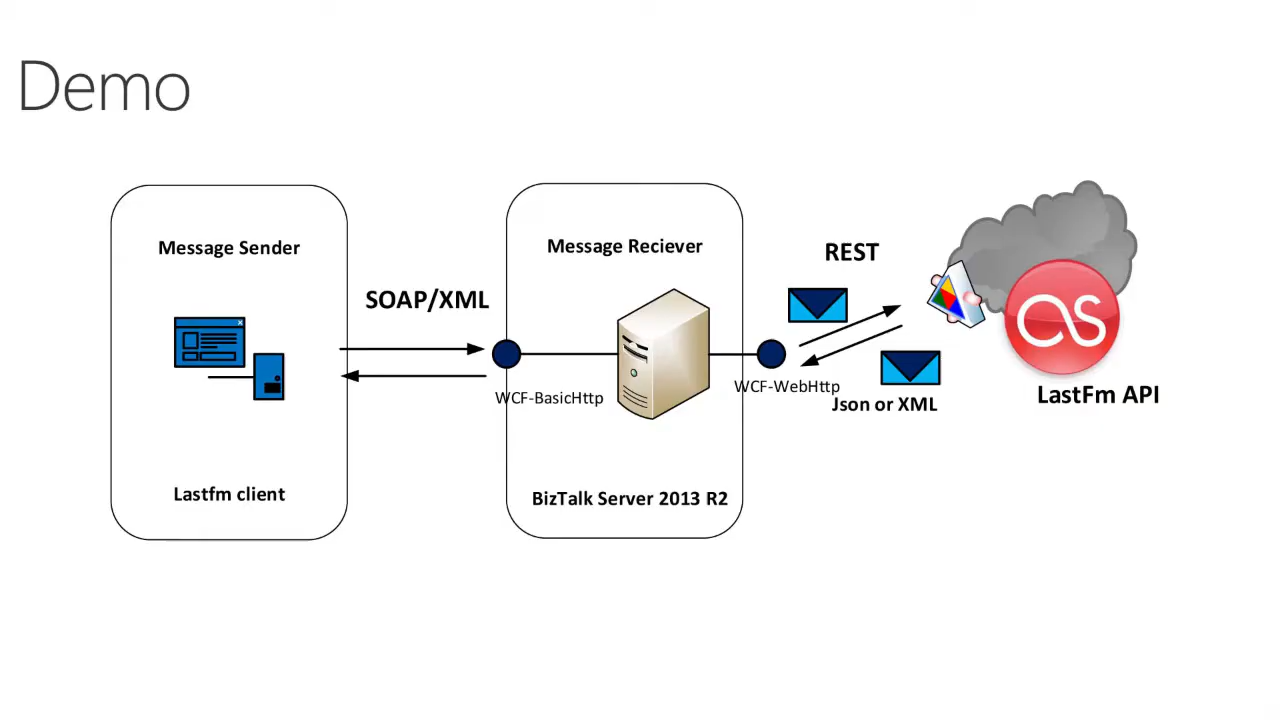 Demo
Message Sender
Lastfm client
SOAP/XML
Message Reciever
WCF-BasicHttp
BizTalk Server 2013 R2
REST
WCF-WebHttp
Json or XML
LastFm API